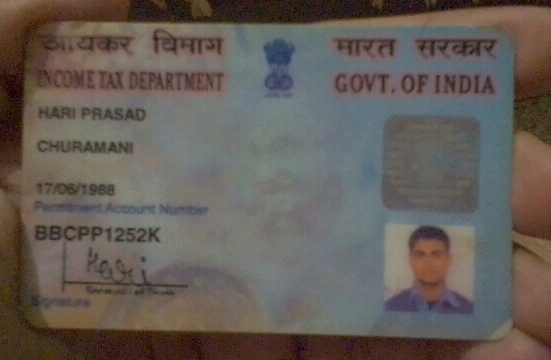 आयकर विभाग
भारत सरकार
INCOME TAX DEPARTMENT
GOVT. OF INDIA
HARI PRASAD
CHURAMANI
17/06/1988
Permanent Account Number
BBCPP1252K
Hari
Signature